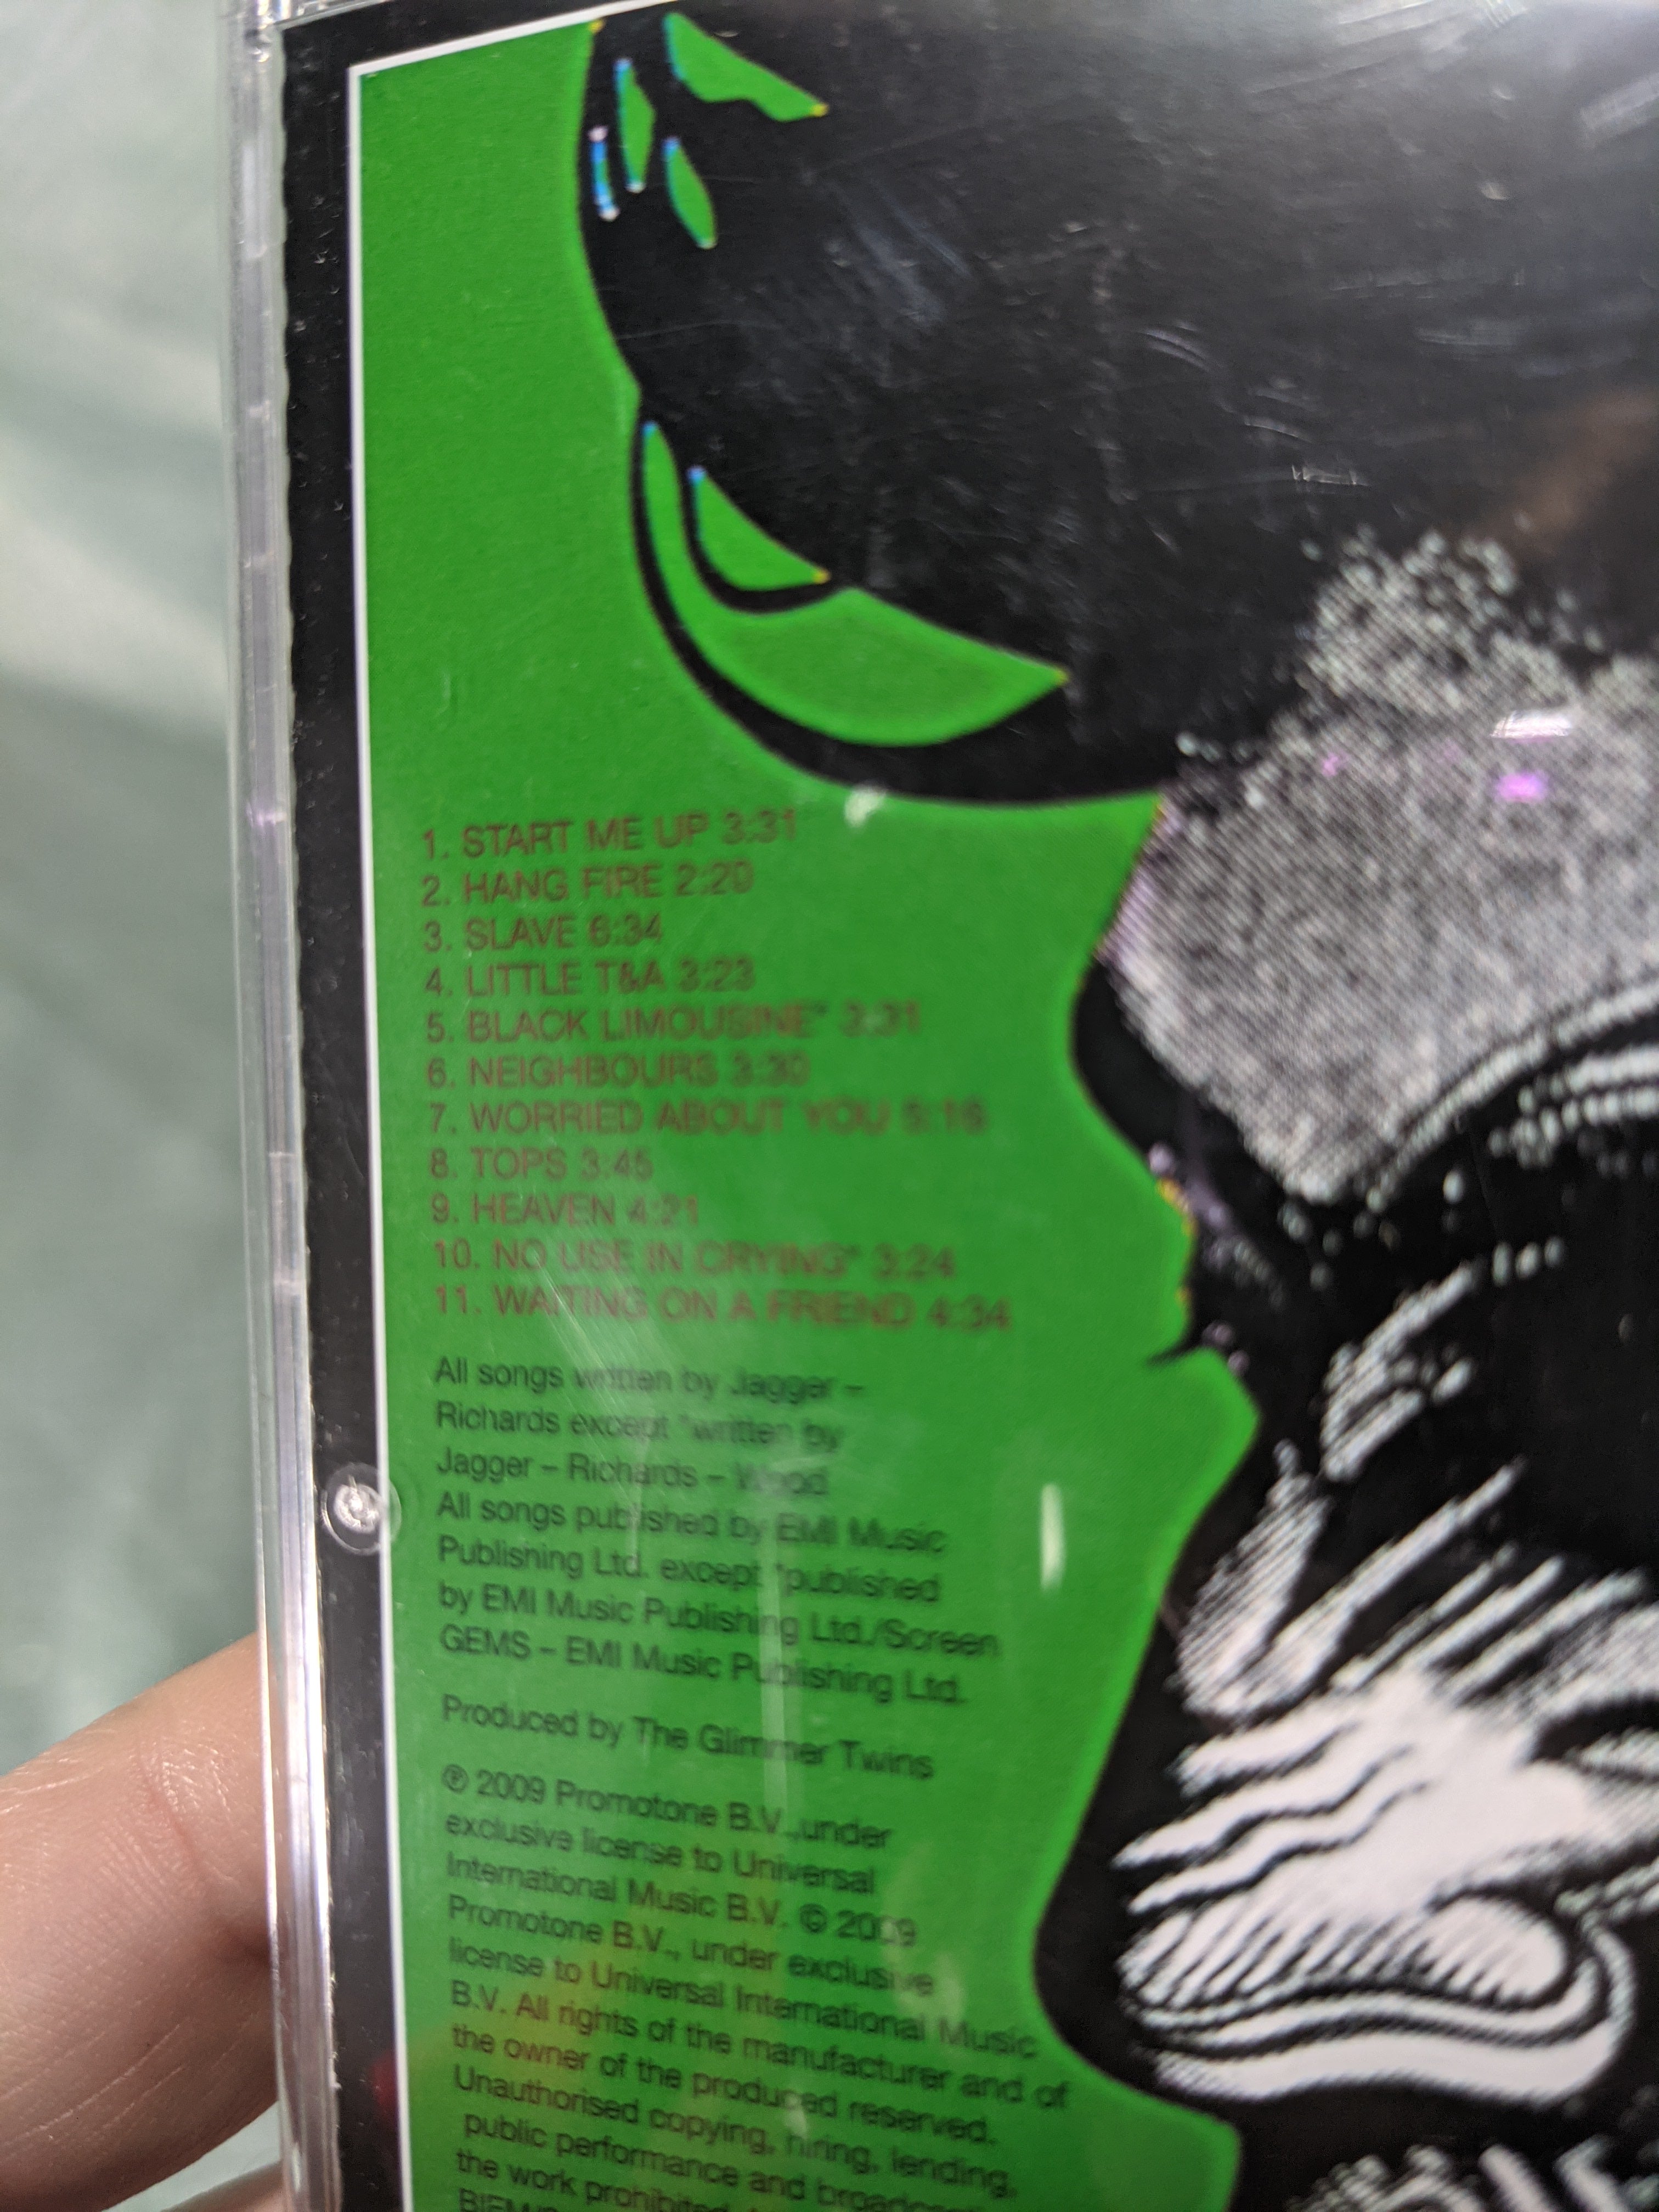 1. START ME UP 3:31
2. HANG FIRE 2:20
3. SLAVE 6:34
4. LITTLE T&A 3:23
5. BLACK LIMOUSINE* 3:31
6. NEIGHBOURS 3:30
7. WORRIED ABOUT YOU 5:16
8. TOPS 3:45
9. HEAVEN 4:21
10. NO USE IN CRYING* 3:24
11. WAITING ON A FRIEND 4:34
All songs written by Jagger –
Richards except *written by
Jagger – Richards – Wood
All songs published by EMI Music
Publishing Ltd. except *published
by EMI Music Publishing Ltd./Screen
GEMS – EMI Music Publishing Ltd.
Produced by The Glimmer Twins
℗ 2009 Promotone B.V.,under
exclusive license to Universal
International Music B.V. © 2009
Promotone B.V., under exclusive
license to Universal International Music
B.V. All rights of the manufacturer and of
the owner of the produced reserved.
Unauthorised copying, hiring, lending,
public performance and
the work prohibited.